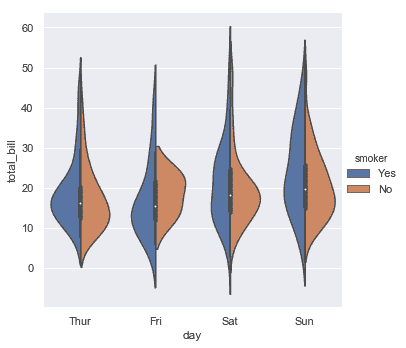 60
50
40
30
20
10
0
total_bill
Thur Fri Sat Sun
day
smoker
Yes
No